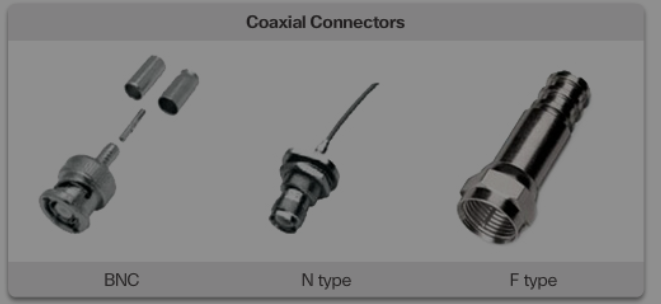 Coaxial Connectors
BNC
N type
F type